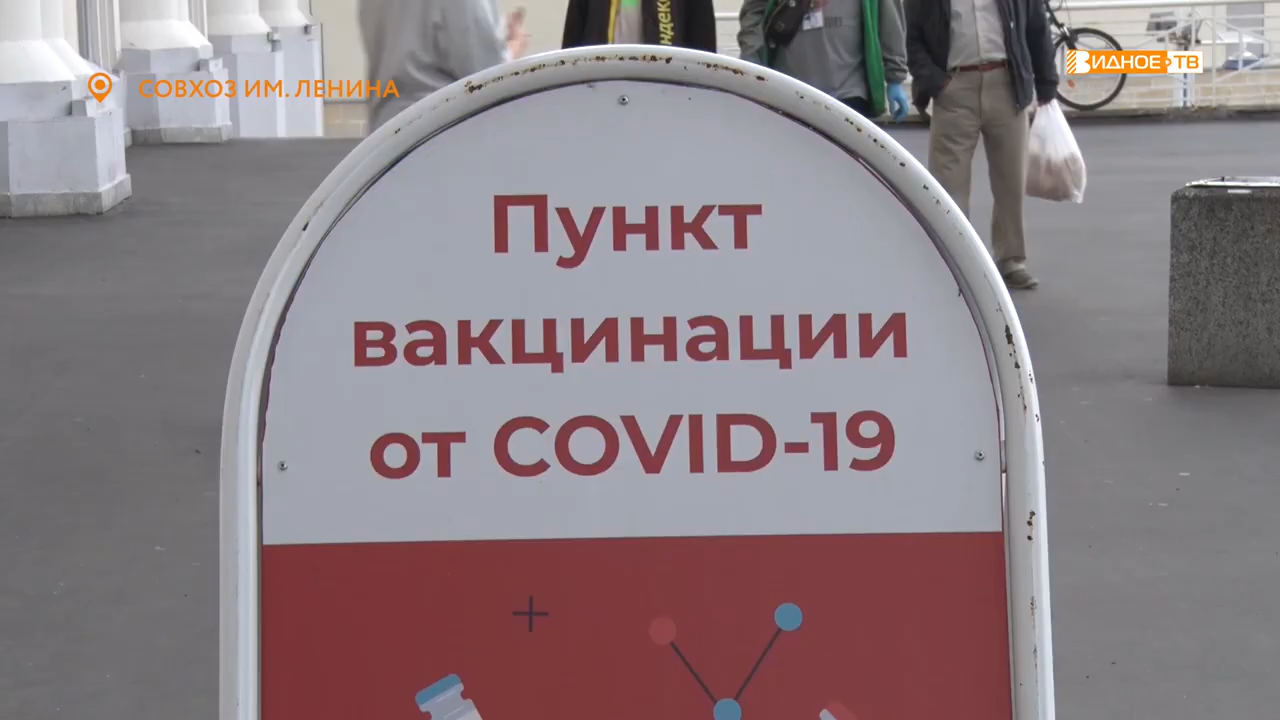 СОВХОЗ ИМ. ЛЕНИНА
ВИДНОЕ·ТВ
Пункт
вакцинации
от COVID-19